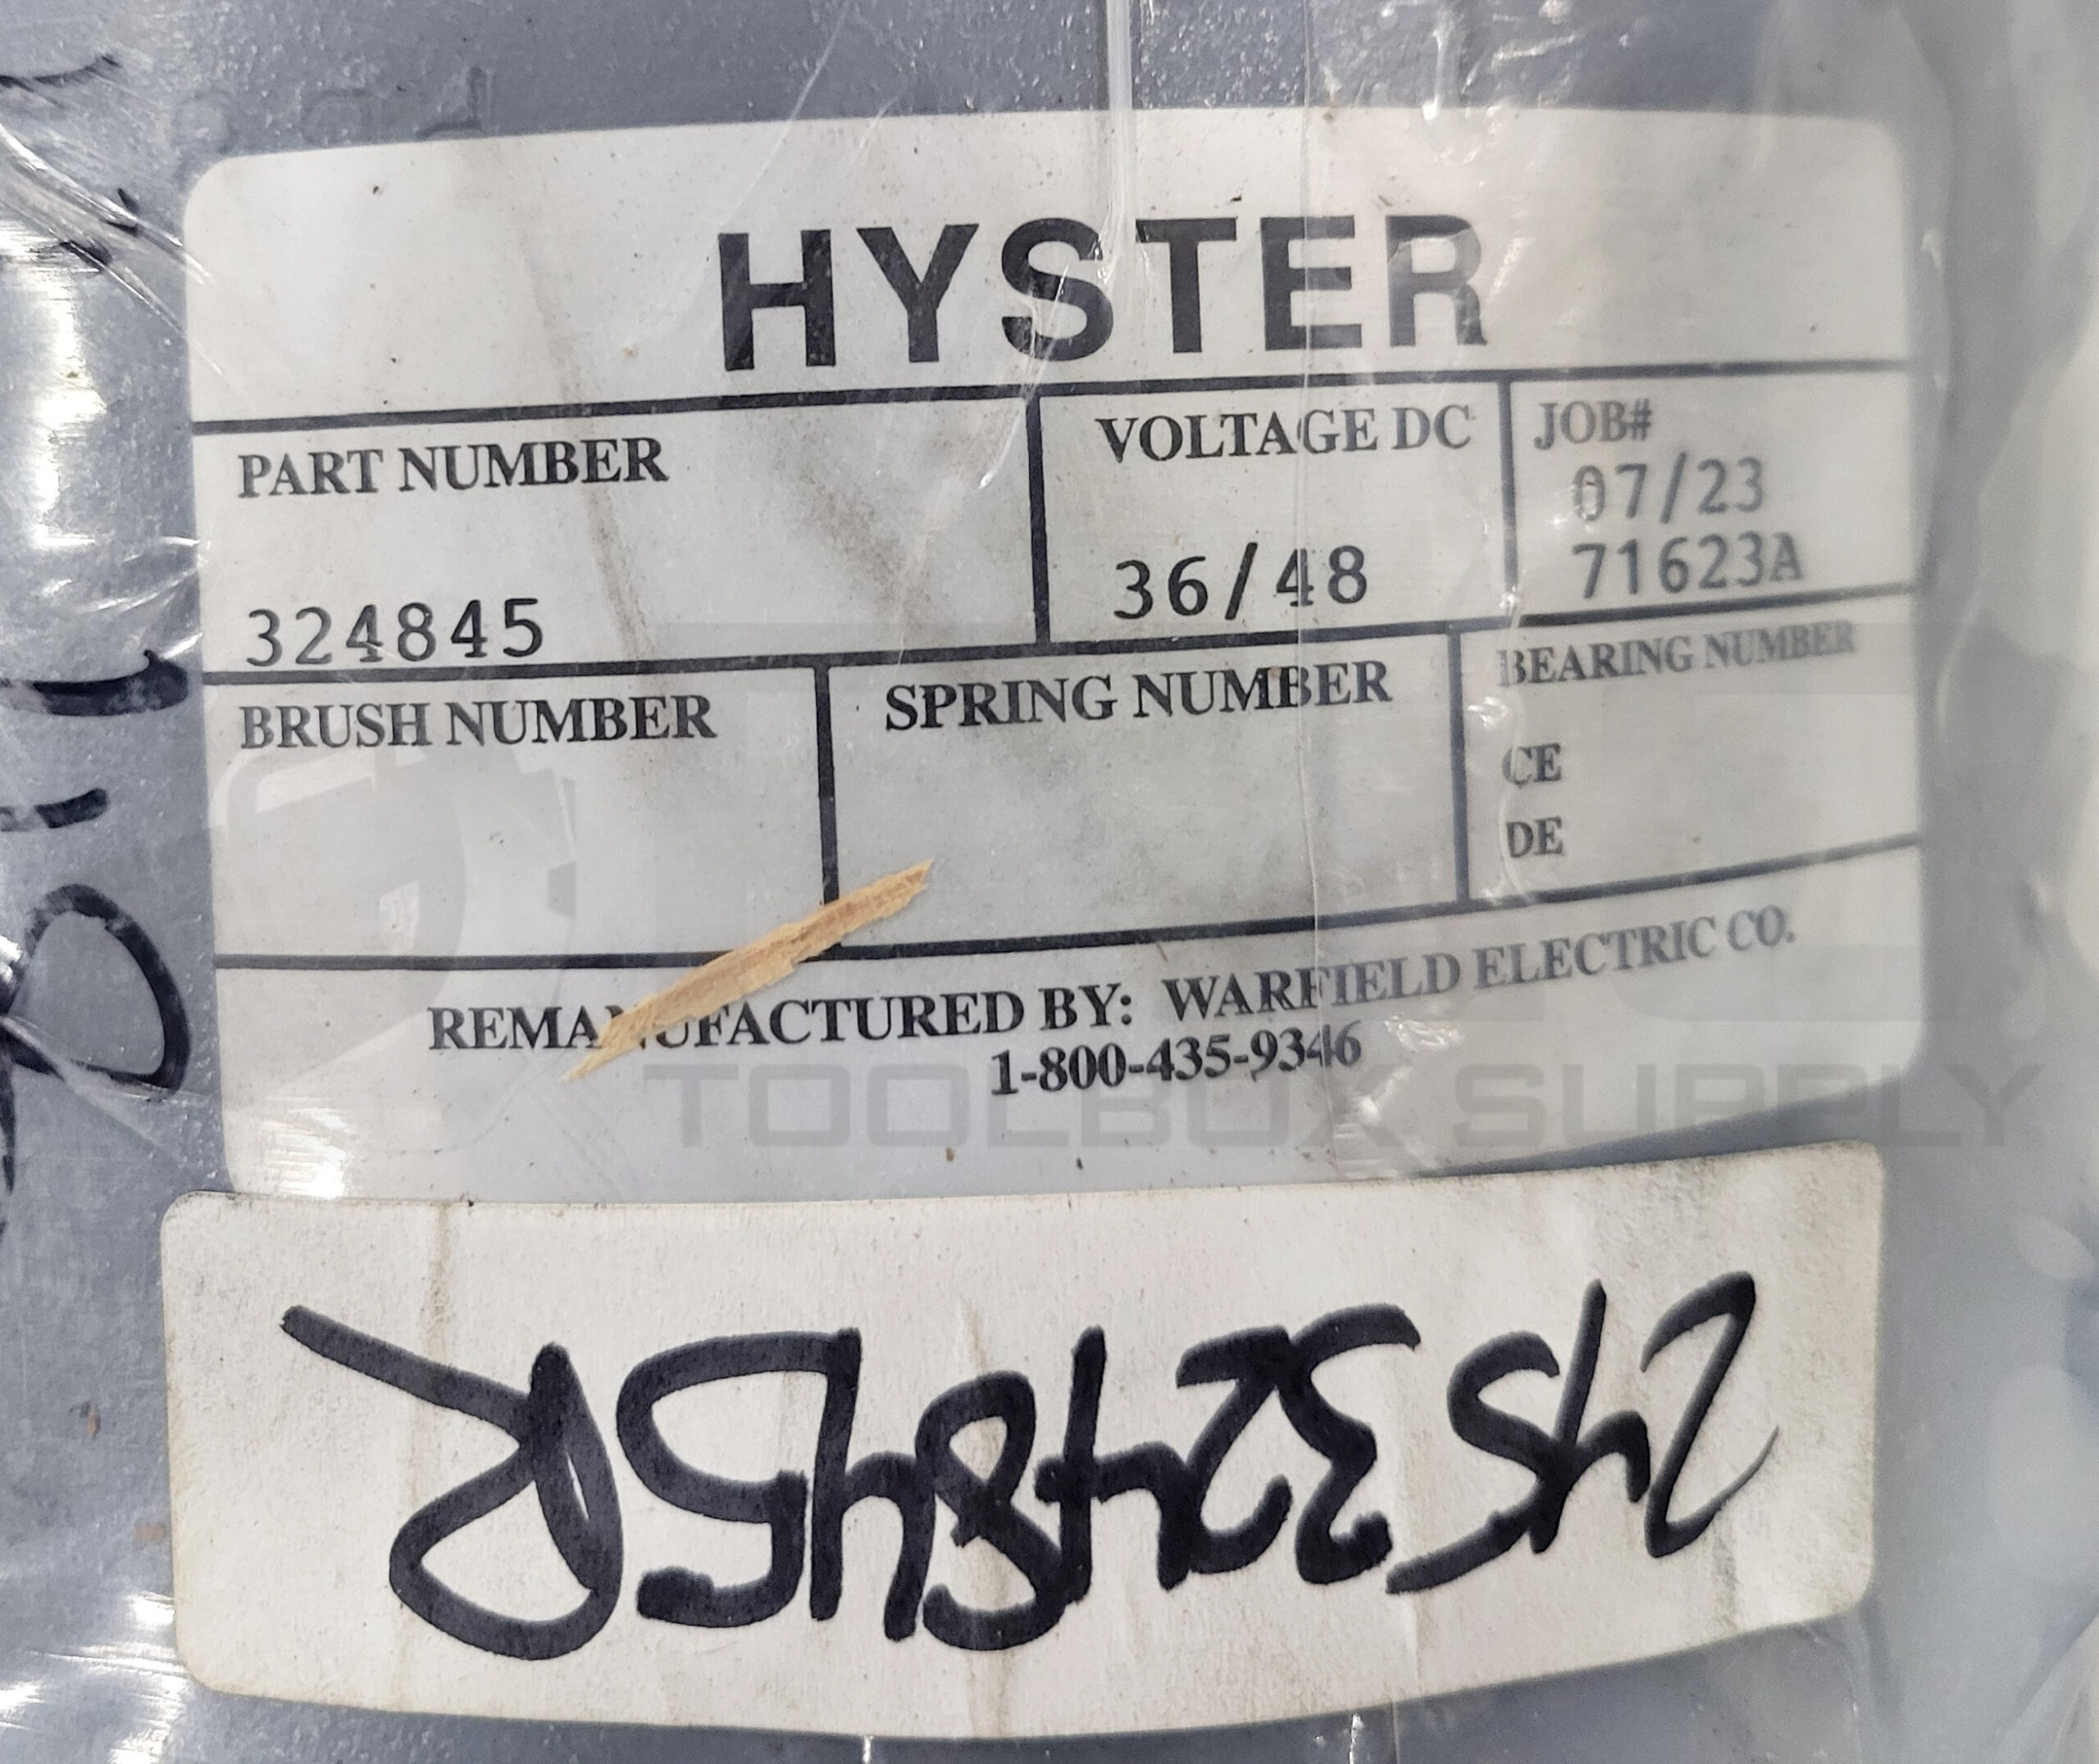 HYSTER
PART NUMBER
324845
VOLTAGE DC
36/48
JOB#
07/23
71623A
BRUSH NUMBER
SPRING NUMBER
BEARING NUMBER
CE
DE
REMANUFACTURED BY: WARFIELD ELECTRIC CO.
1-800-435-9346
TOOLBOX SUPPLY
324845R